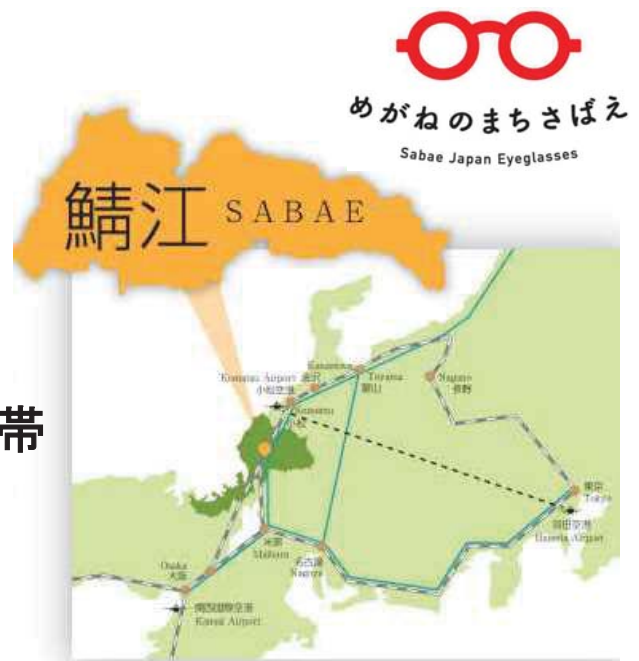 めがねのまちさばえ
Sabae Japan Eyeglasses
鯖江 SABAE
帯
Kanazawa
Komatsu Airport 金沢
小松空港
Toyama
富山
Nagano
長野
Komatsu
小松
東京
Tokyo
羽田空港
Haneda Airport
米原
Maibara
名古屋
Nagoya
Osaka
大阪
関西国際空港
Kansai Airport